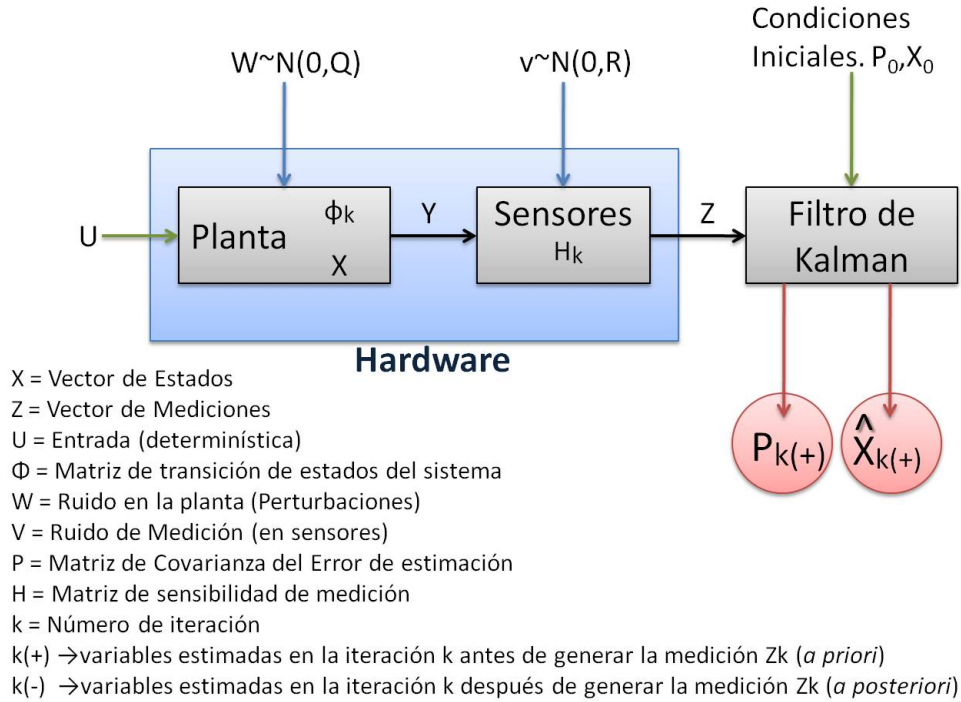 Condiciones
Iniciales. P₀,X₀
W~N(0,Q)
v~N(0,R)
U
Planta
ϕk
X
Y
Sensores
Hk
Z
Filtro de
Kalman
Hardware
Pk(+)
X̂k(+)
X = Vector de Estados
Z = Vector de Mediciones
U = Entrada (determinística)
Φ = Matriz de transición de estados del sistema
W = Ruido en la planta (Perturbaciones)
V = Ruido de Medición (en sensores)
P = Matriz de Covarianza del Error de estimación
H = Matriz de sensibilidad de medición
k = Número de iteración
k(+) →variables estimadas en la iteración k antes de generar la medición Zk (a priori)
k(-) →variables estimadas en la iteración k después de generar la medición Zk (a posteriori)